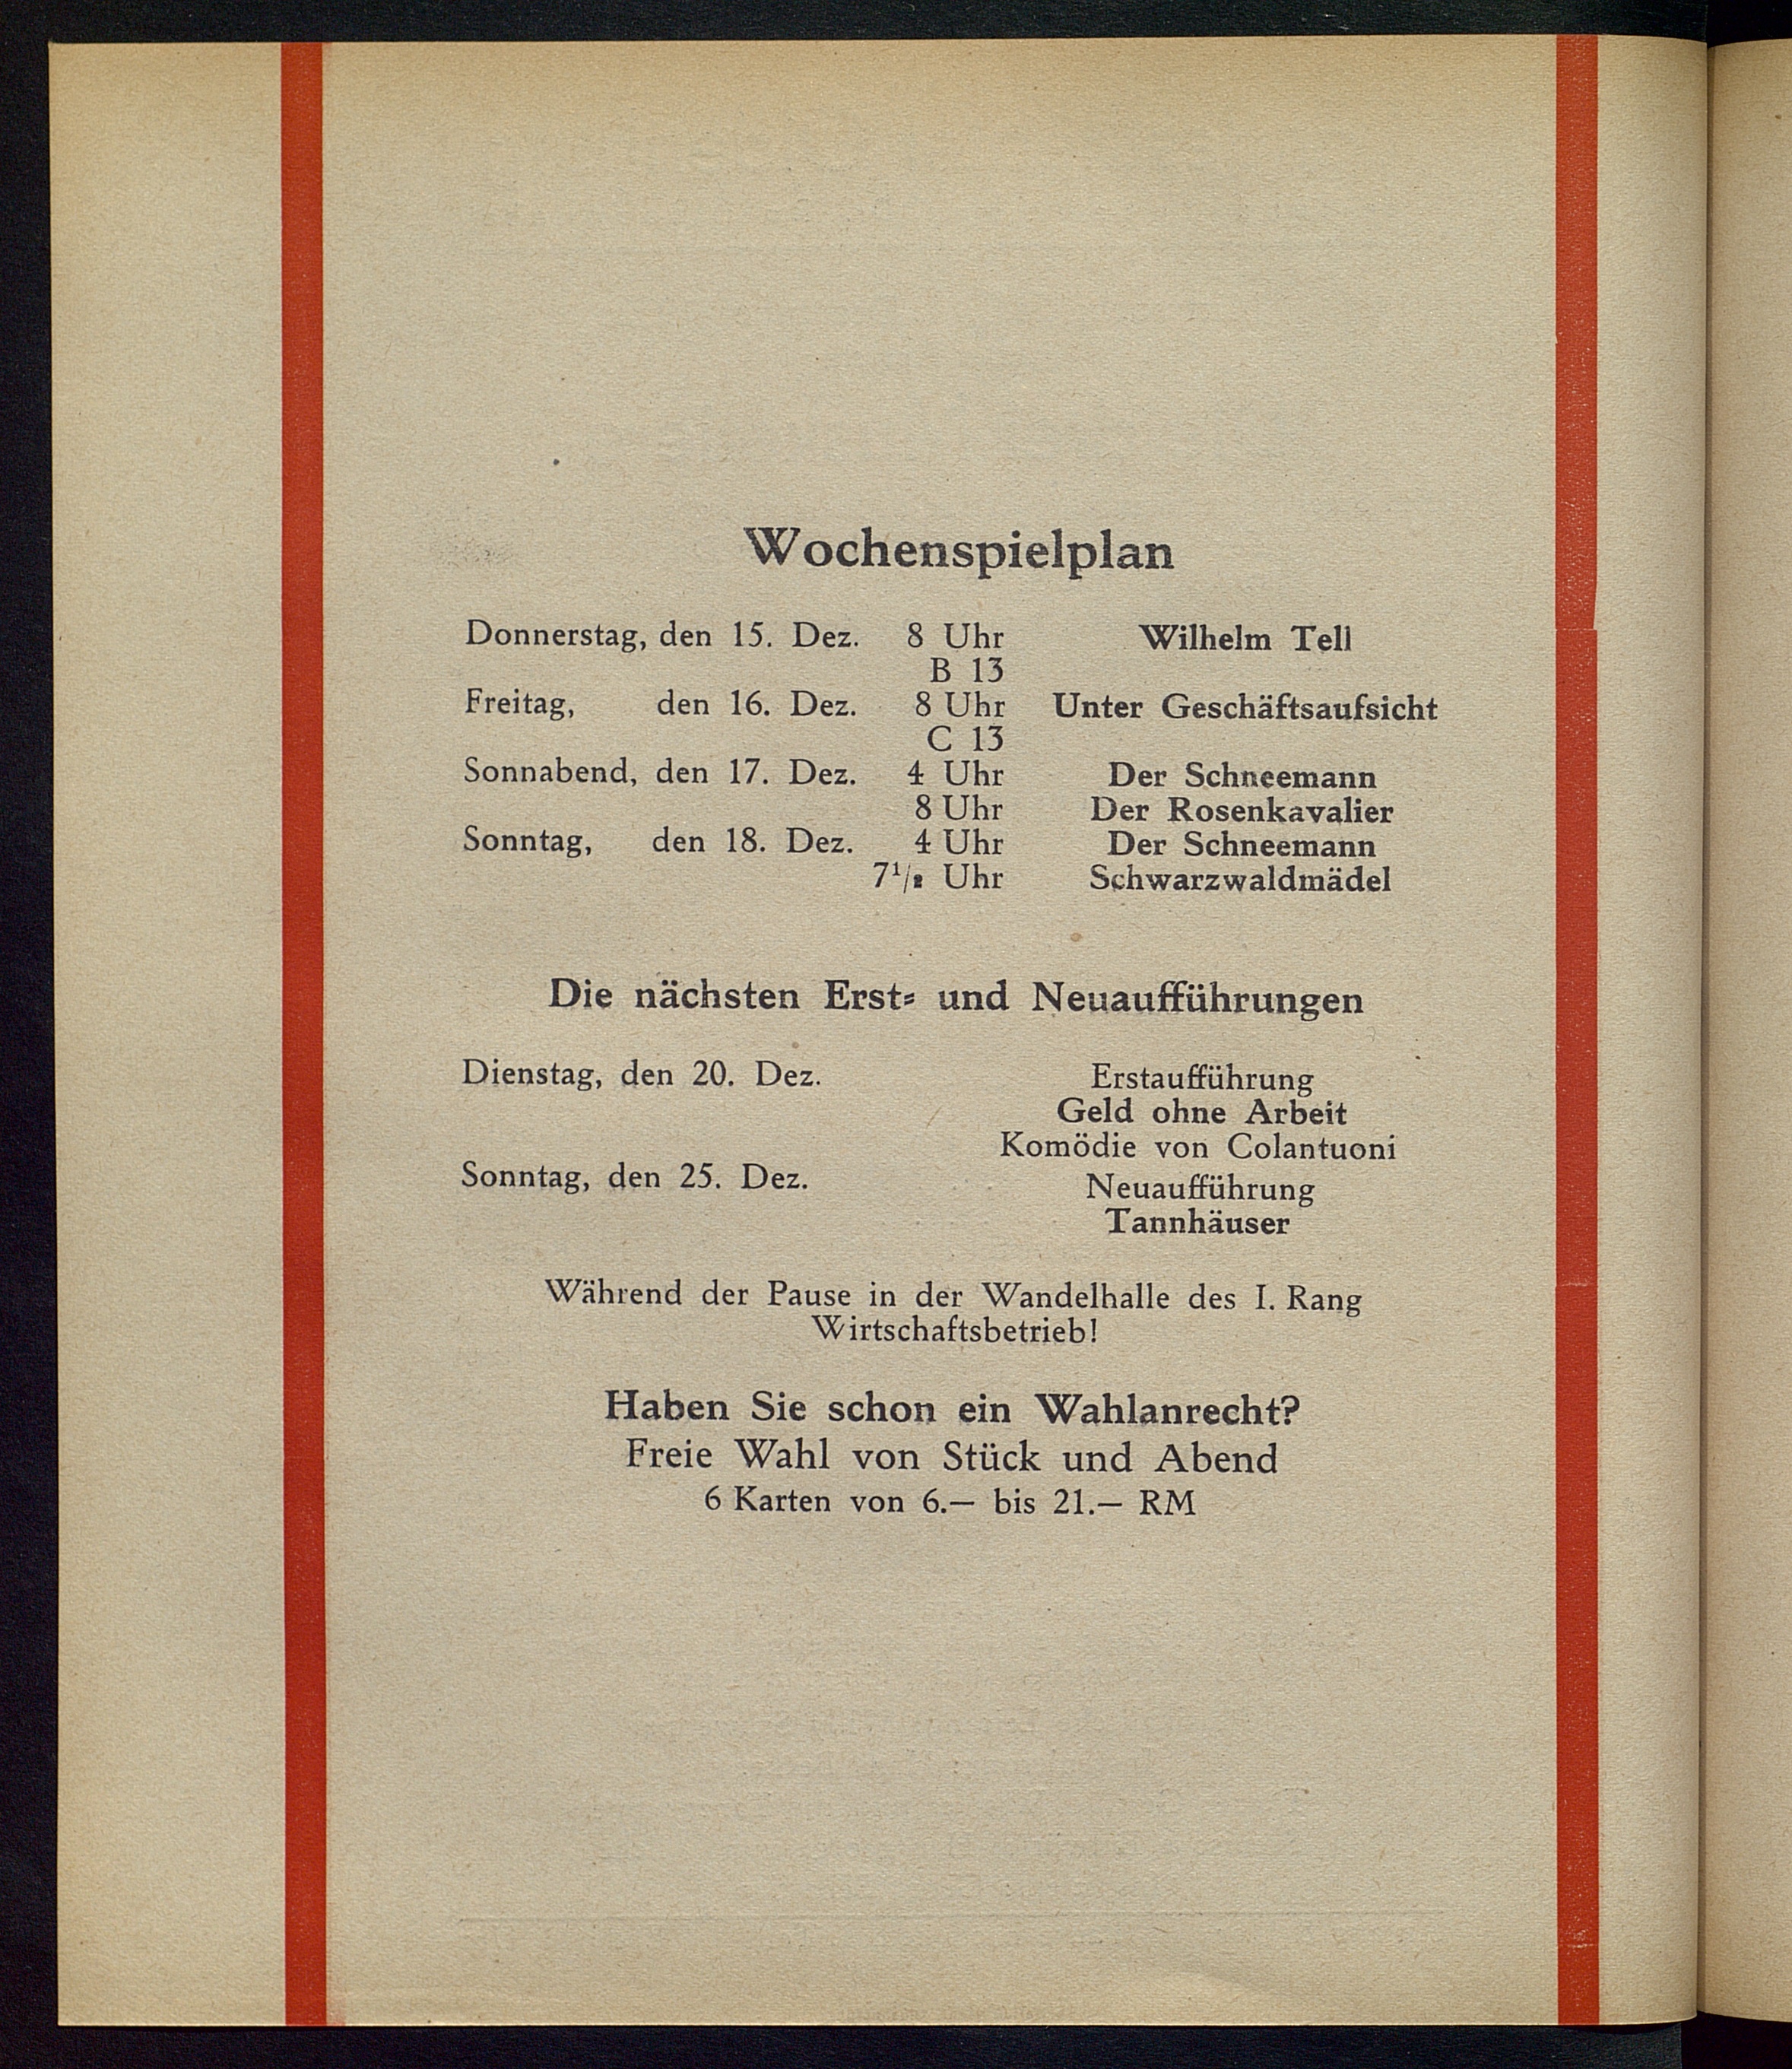 Wochenspielplan
Donnerstag, den 15. Dez. 8 Uhr Wilhelm Tell
B 13
Freitag, den 16. Dez. 8 Uhr Unter Geschäftsaufsicht
C 13
Sonnabend, den 17. Dez. 4 Uhr Der Schneemann
8 Uhr Der Rosenkavalier
Sonntag, den 18. Dez. 4 Uhr Der Schneemann
7¹/₂ Uhr Schwarzwaldmädel
Die nächsten Erst- und Neuaufführungen
Dienstag, den 20. Dez. Erstaufführung
Geld ohne Arbeit
Komödie von Colantuoni
Sonntag, den 25. Dez. Neuaufführung
Tannhäuser
Während der Pause in der Wandelhalle des I. Rang
Wirtschaftsbetrieb!
Haben Sie schon ein Wahlanrecht?
Freie Wahl von Stück und Abend
6 Karten von 6.— bis 21.— RM